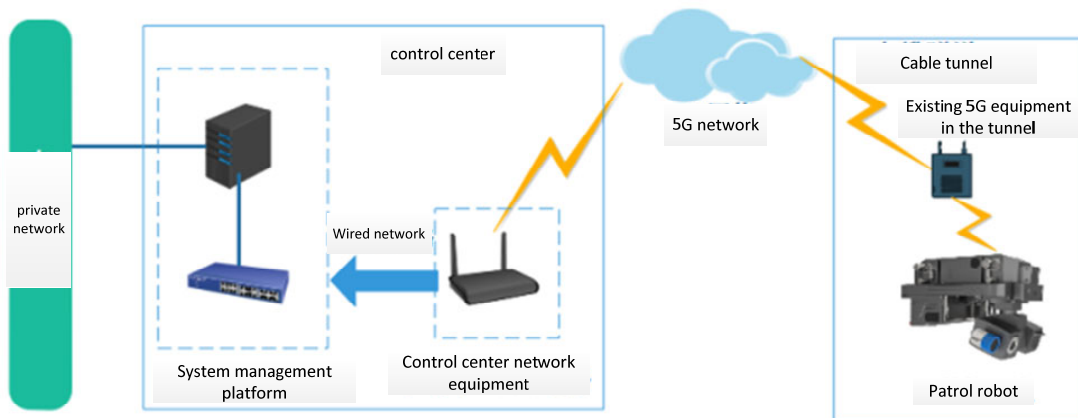 control center
Cable tunnel
Existing 5G equipment
in the tunnel
5G network
private
network
Wired network
System management
platform
Control center network
equipment
Patrol robot